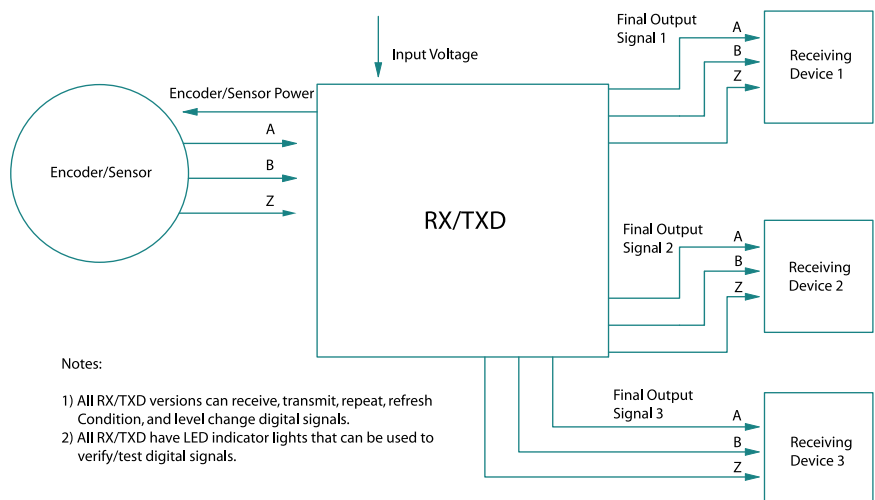 Input Voltage
Encoder/Sensor Power
Encoder/Sensor
A
B
Z
RX/TXD
Final Output
Signal 1
A
B
Z
Receiving
Device 1
Final Output
Signal 2
A
B
Z
Receiving
Device 2
Final Output
Signal 3
A
B
Z
Receiving
Device 3
Notes:
1) All RX/TXD versions can receive, transmit, repeat, refresh
Condition, and level change digital signals.
2) All RX/TXD have LED indicator lights that can be used to
verify/test digital signals.